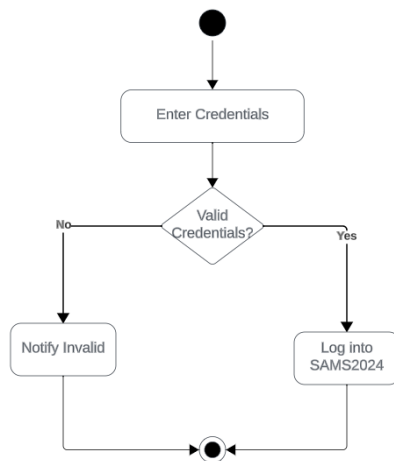 Enter Credentials
Valid
Credentials?
No
Yes
Notify Invalid
Log into
SAMS2024